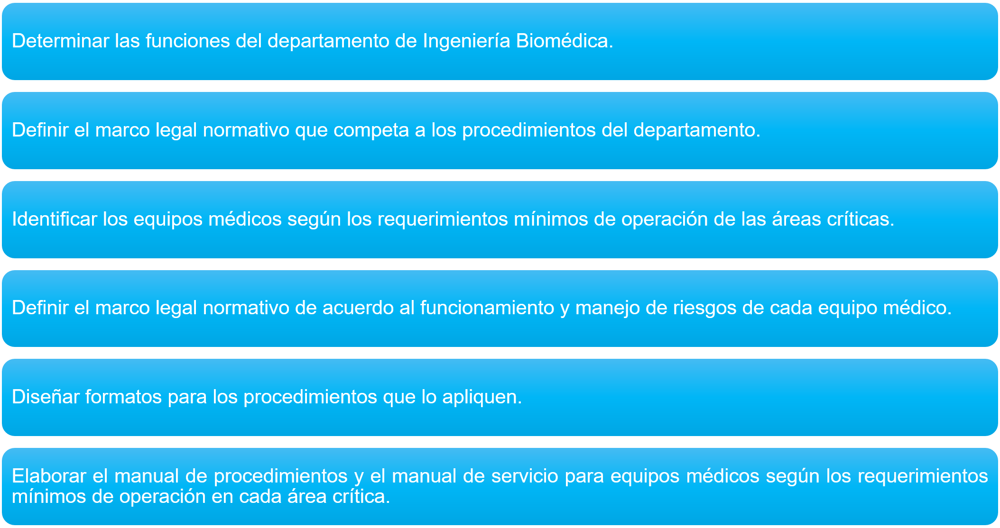 Determinar las funciones del departamento de Ingeniería Biomédica.
Definir el marco legal normativo que competa a los procedimientos del departamento.
Identificar los equipos médicos según los requerimientos mínimos de operación de las áreas críticas.
Definir el marco legal normativo de acuerdo al funcionamiento y manejo de riesgos de cada equipo médico.
Diseñar formatos para los procedimientos que lo apliquen.
Elaborar el manual de procedimientos y el manual de servicio para equipos médicos según los requerimientos
mínimos de operación en cada área crítica.